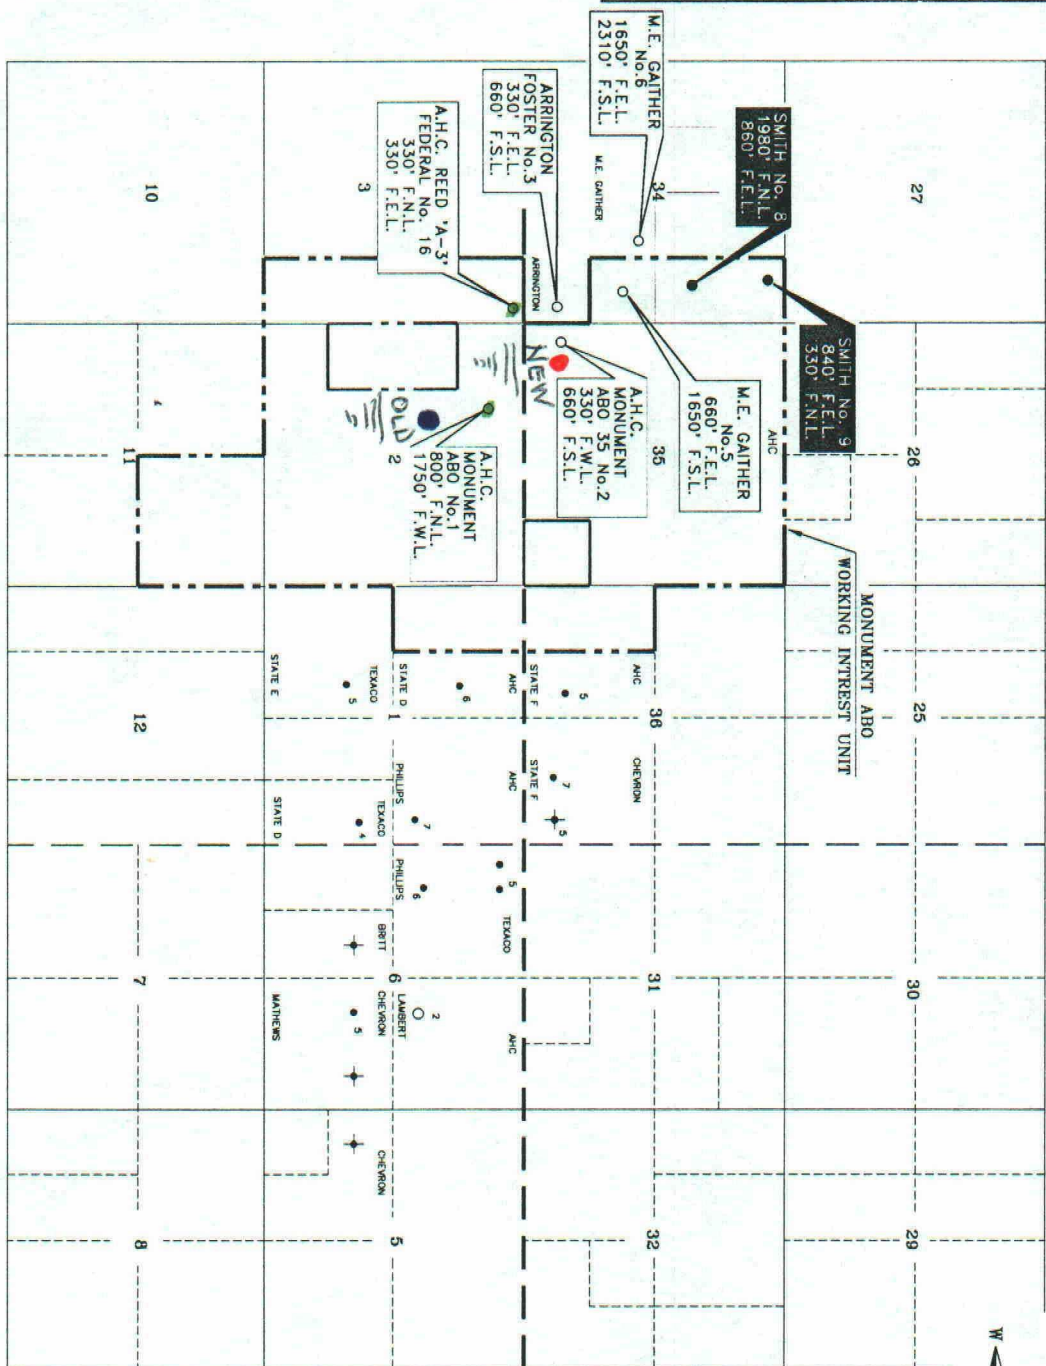 27
26
25
30
29
SMITH No. 8
1980' F.N.L.
860' F.E.L.
SMITH No. 9
840' F.E.L.
330' F.N.L.
AHC
MONUMENT ABO
WORKING INTREST UNIT
W
M.E. GAITHER
No.6
1650' F.E.L.
2310' F.S.L.
34
M.E. GAITHER
M.E. GAITHER
No.5
660' F.E.L.
1650' F.S.L.
35
AHC
36
CHEVRON
31
32
ARRINGTON
FOSTER No.3
330' F.E.L.
660' F.S.L.
ARRINGTON
NEW
A.H.C.
MONUMENT
ABO 35 No.2
330' F.W.L.
660' F.S.L.
STATE F
5
STATE F
7
5
AHC
AHC
TEXACO
AHC
A.H.C. REED 'A-3'
FEDERAL No. 16
330' F.N.L.
330' F.E.L.
3
OLD
2
A.H.C.
MONUMENT
ABO No.1
800' F.N.L.
1750' F.W.L.
6
5
7
6
2
STATE D
1
PHILLIPS
PHILLIPS
6
LAMBERT
5
TEXACO
5
TEXACO
4
BRITT
CHEVRON
5
CHEVRON
STATE E
STATE D
MATHEWS
10
11
12
7
8